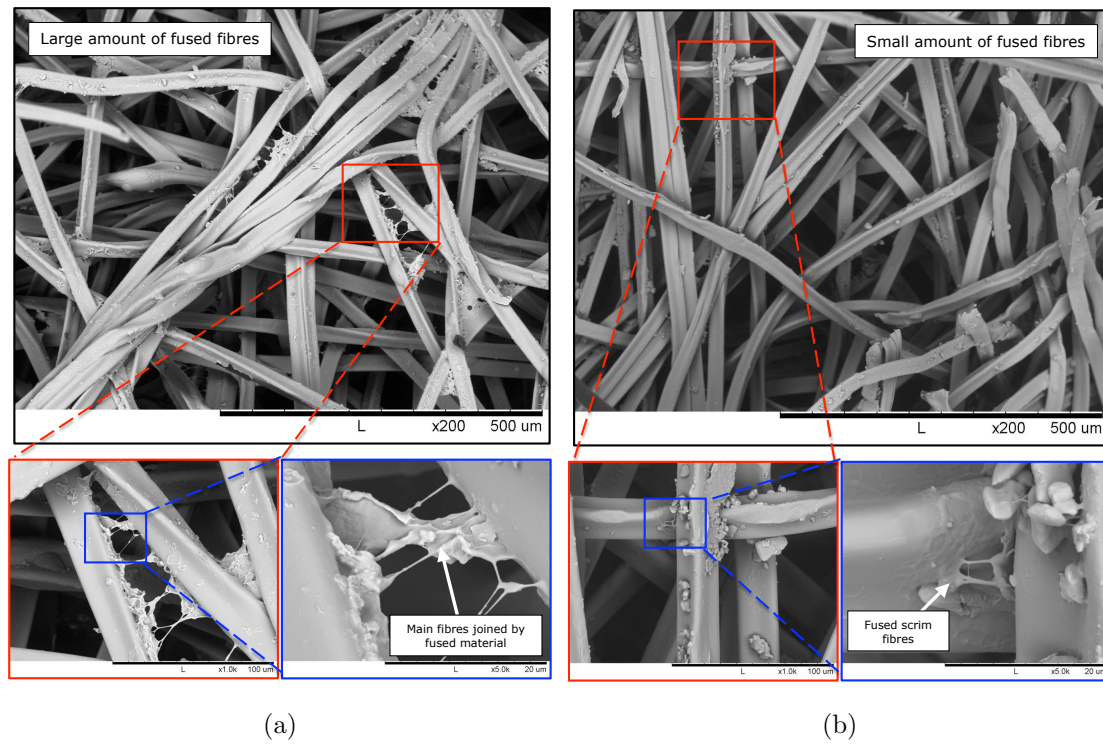 Large amount of fused fibres
Small amount of fused fibres
L x200 500 um
L x200 500 um
Main fibres joined by
fused material
Fused scrim
fibres
L x1.0k 100 um
L x5.0k 20 um
L x1.0k 100 um
L x5.0k 20 um
(a)
(b)